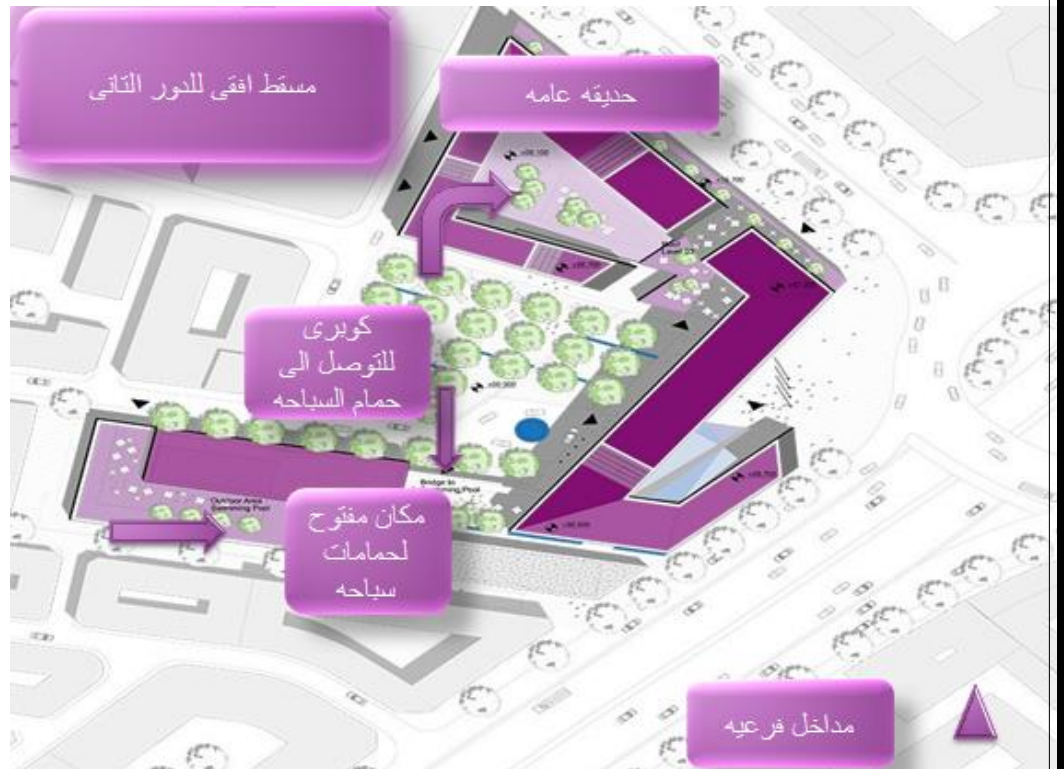 مسقط افقى للدور التانى
حديقه عامه
كوبرى
للتوصل الى
حمام السباحه
Bridge to
Swimming Pool
Outdoor Area
Swimming Pool
مكان مفتوح
لحمامات
سباحه
مداخل فرعيه